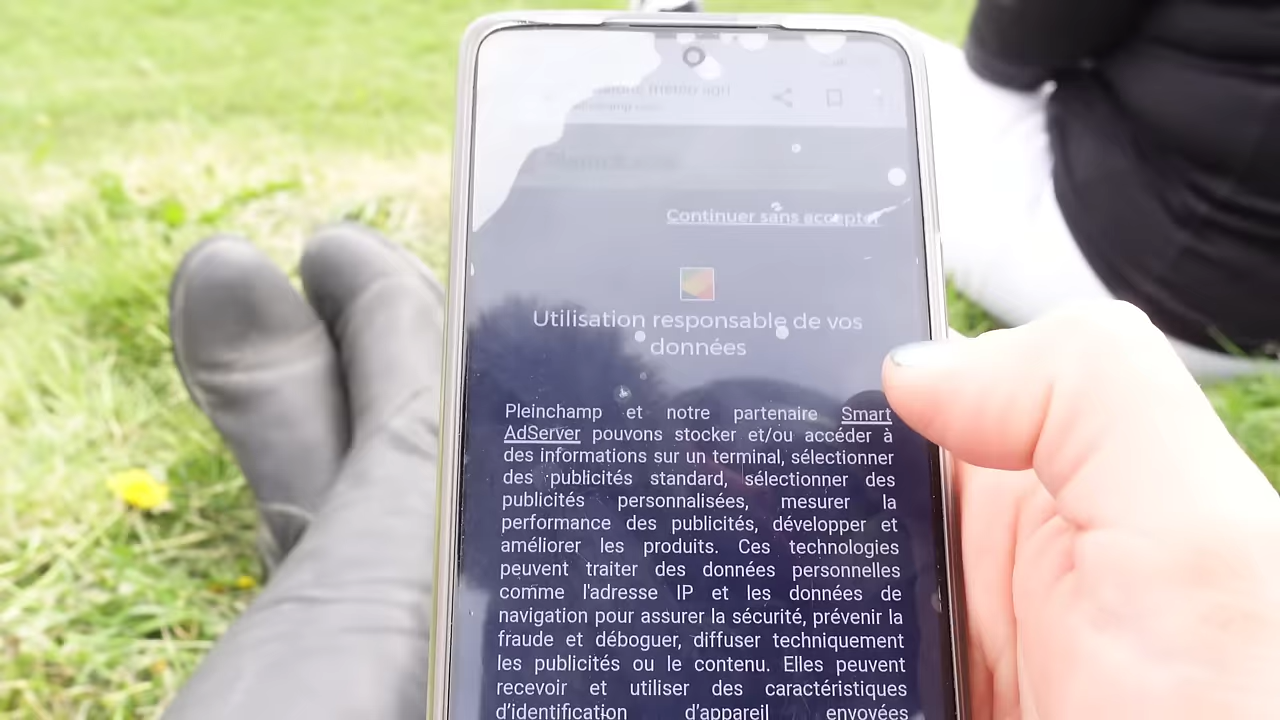 (météo agri
Continuer sans accepter
Utilisation responsable de vos
données
Pleinchamp et notre partenaire Smart
AdServer pouvons stocker et/ou accéder à
des informations sur un terminal, sélectionner
des publicités standard, sélectionner des
publicités personnalisées, mesurer la
performance des publicités, développer et
améliorer les produits. Ces technologies
peuvent traiter des données personnelles
comme l'adresse IP et les données de
navigation pour assurer la sécurité, prévenir la
fraude et déboguer, diffuser techniquement
les publicités ou le contenu. Elles peuvent
recevoir et utiliser des caractéristiques
d'identification d'appareil envoyées